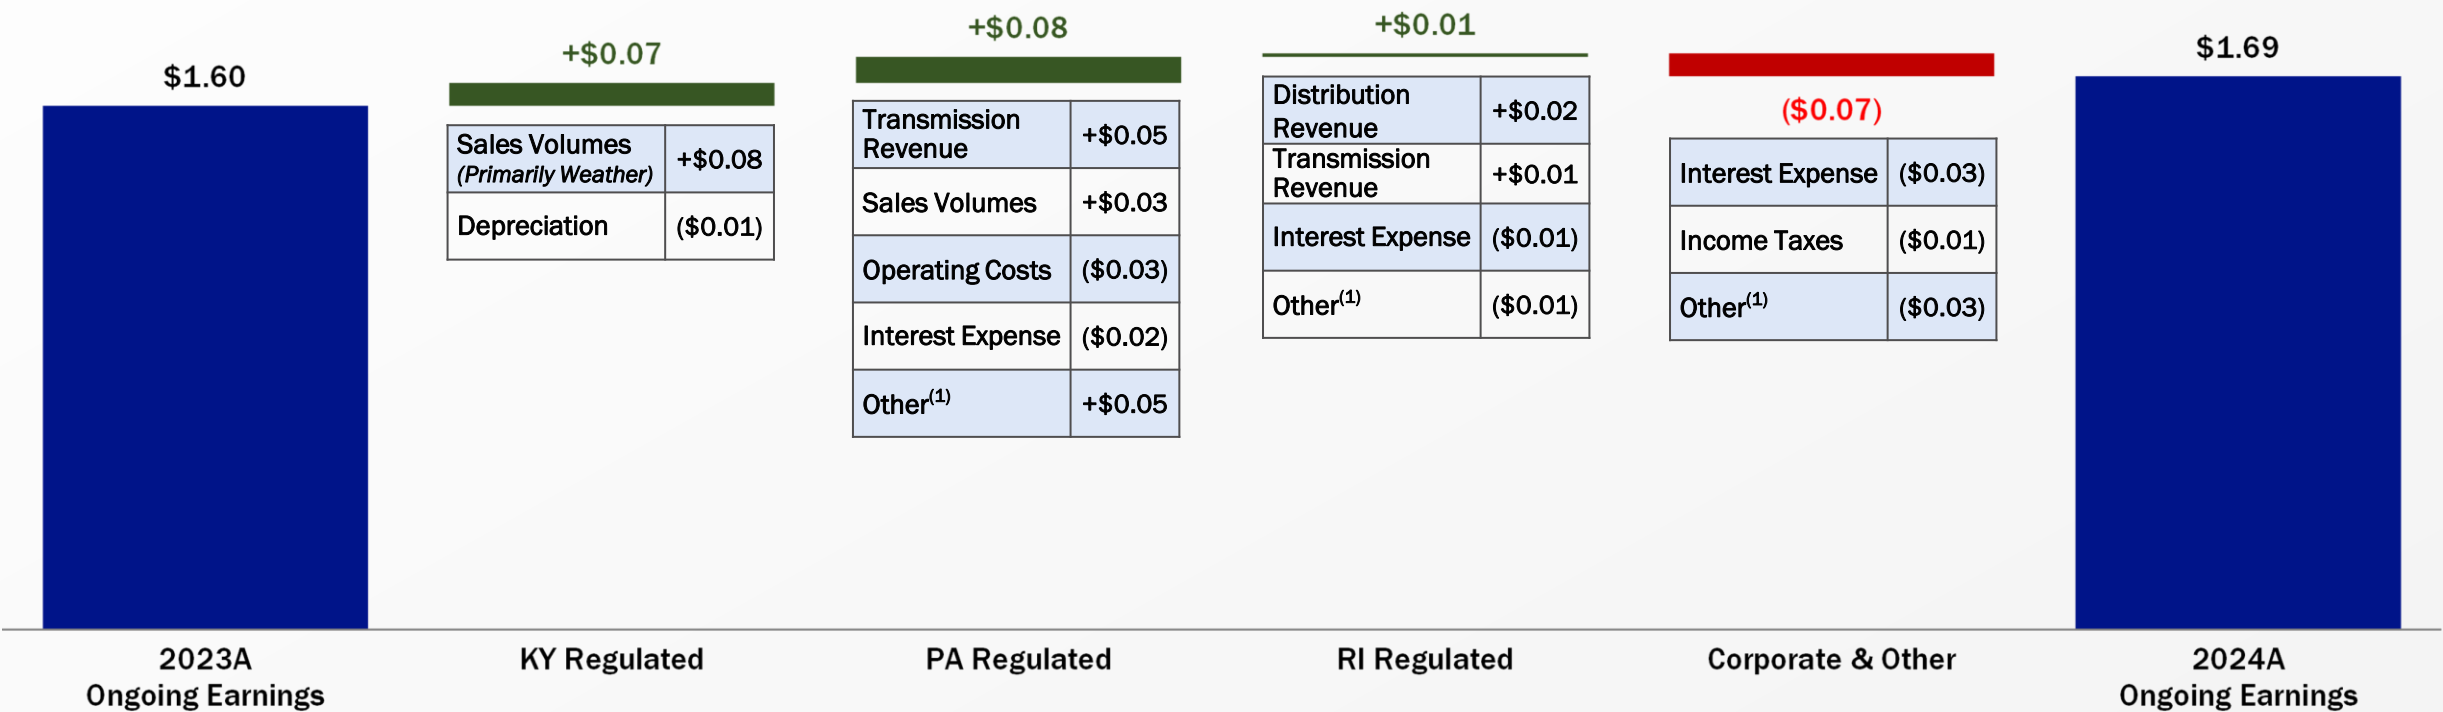 $1.60
+$0.07
Sales Volumes
(Primarily Weather)
+$0.08
Depreciation
($0.01)
+$0.08
Transmission
Revenue
+$0.05
Sales Volumes
+$0.03
Operating Costs
($0.03)
Interest Expense
($0.02)
Other(1)
+$0.05
+$0.01
Distribution
Revenue
+$0.02
Transmission
Revenue
+$0.01
Interest Expense
($0.01)
Other(1)
($0.01)
($0.07)
Interest Expense
($0.03)
Income Taxes
($0.01)
Other(1)
($0.03)
$1.69
2023A
Ongoing Earnings
KY Regulated
PA Regulated
RI Regulated
Corporate & Other
2024A
Ongoing Earnings